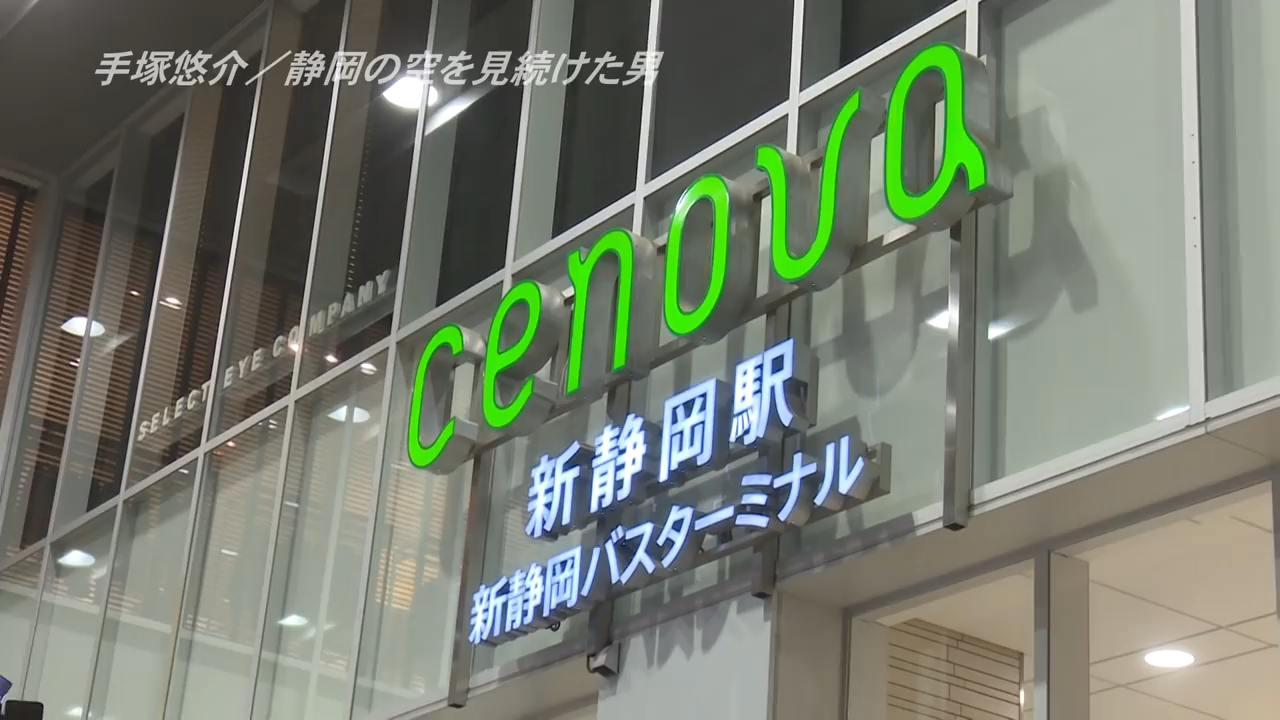 手塚悠介／静岡の空を見続けた男
cenova
SELECT EYE COMPANY
新静岡駅
新静岡バスターミナル